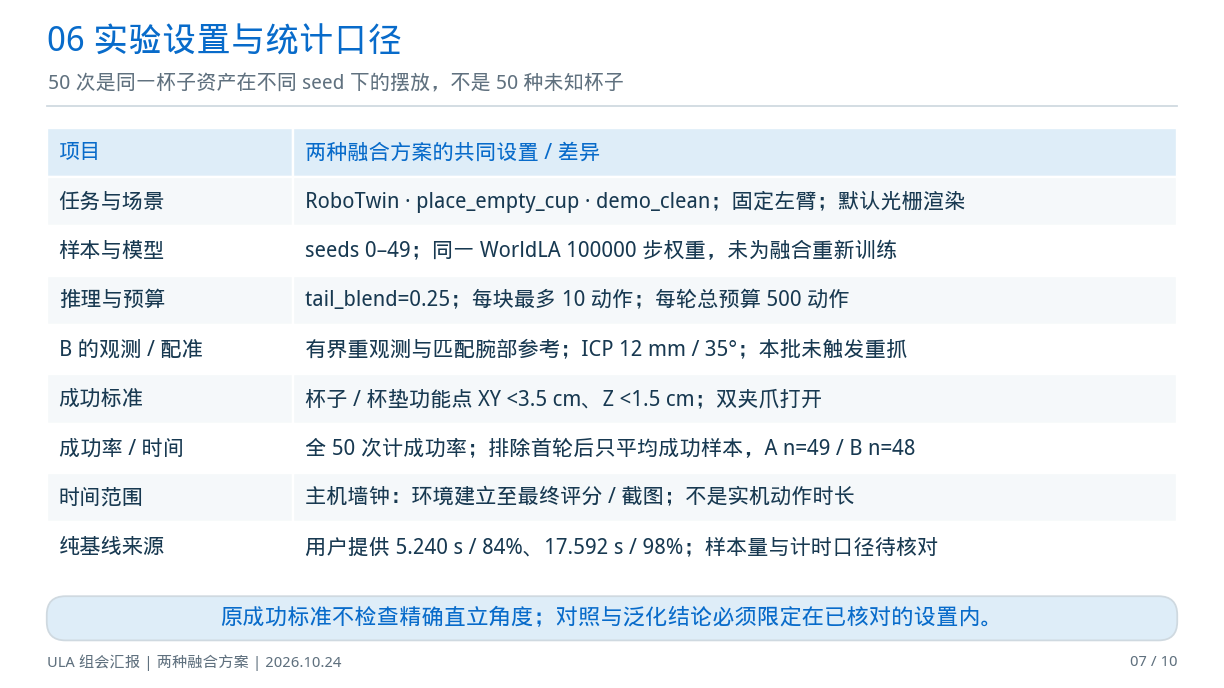 06 实验设置与统计口径
50 次是同一杯子资产在不同 seed 下的摆放，不是 50 种未知杯子
项目
两种融合方案的共同设置 / 差异
任务与场景
RoboTwin · place_empty_cup · demo_clean；固定左臂；默认光栅渲染
样本与模型
seeds 0–49；同一 WorldLA 100000 步权重，未为融合重新训练
推理与预算
tail_blend=0.25；每块最多 10 动作；每轮总预算 500 动作
B 的观测 / 配准
有界重观测与匹配腕部参考；ICP 12 mm / 35°；本批未触发重抓
成功标准
杯子 / 杯垫功能点 XY <3.5 cm、Z <1.5 cm；双夹爪打开
成功率 / 时间
全 50 次计成功率；排除首轮后只平均成功样本，A n=49 / B n=48
时间范围
主机墙钟：环境建立至最终评分 / 截图；不是实机动作时长
纯基线来源
用户提供 5.240 s / 84%、17.592 s / 98%；样本量与计时口径待核对
原成功标准不检查精确直立角度；对照与泛化结论必须限定在已核对的设置内。
ULA 组会汇报 | 两种融合方案 | 2026.10.24
07 / 10